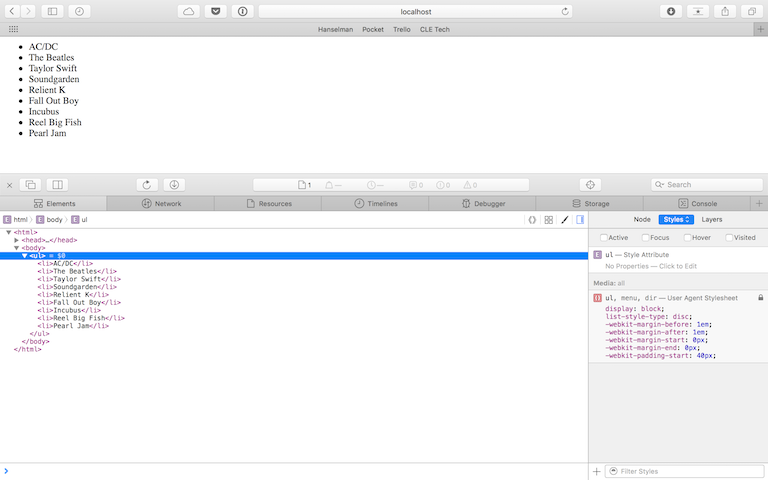 localhost
Hanselman Pocket Trello CLE Tech
AC/DC
The Beatles
Taylor Swift
Soundgarden
Relient K
Fall Out Boy
Incubus
Reel Big Fish
Pearl Jam
1 — — 0 0 0 Search
Elements Network Resources Timelines Debugger Storage Console
E html E body E ul
Node Styles Layers
<html>
<head>…</head>
<body>
<ul> = $0
<li>AC/DC</li>
<li>The Beatles</li>
<li>Taylor Swift</li>
<li>Soundgarden</li>
<li>Relient K</li>
<li>Fall Out Boy</li>
<li>Incubus</li>
<li>Reel Big Fish</li>
<li>Pearl Jam</li>
</ul>
</body>
</html>
Active Focus Hover Visited
E ul — Style Attribute
No Properties — Click to Edit
Media: all
ul, menu, dir — User Agent Stylesheet
display: block;
list-style-type: disc;
-webkit-margin-before: 1em;
-webkit-margin-after: 1em;
-webkit-margin-start: 0px;
-webkit-margin-end: 0px;
-webkit-padding-start: 40px;
Filter Styles